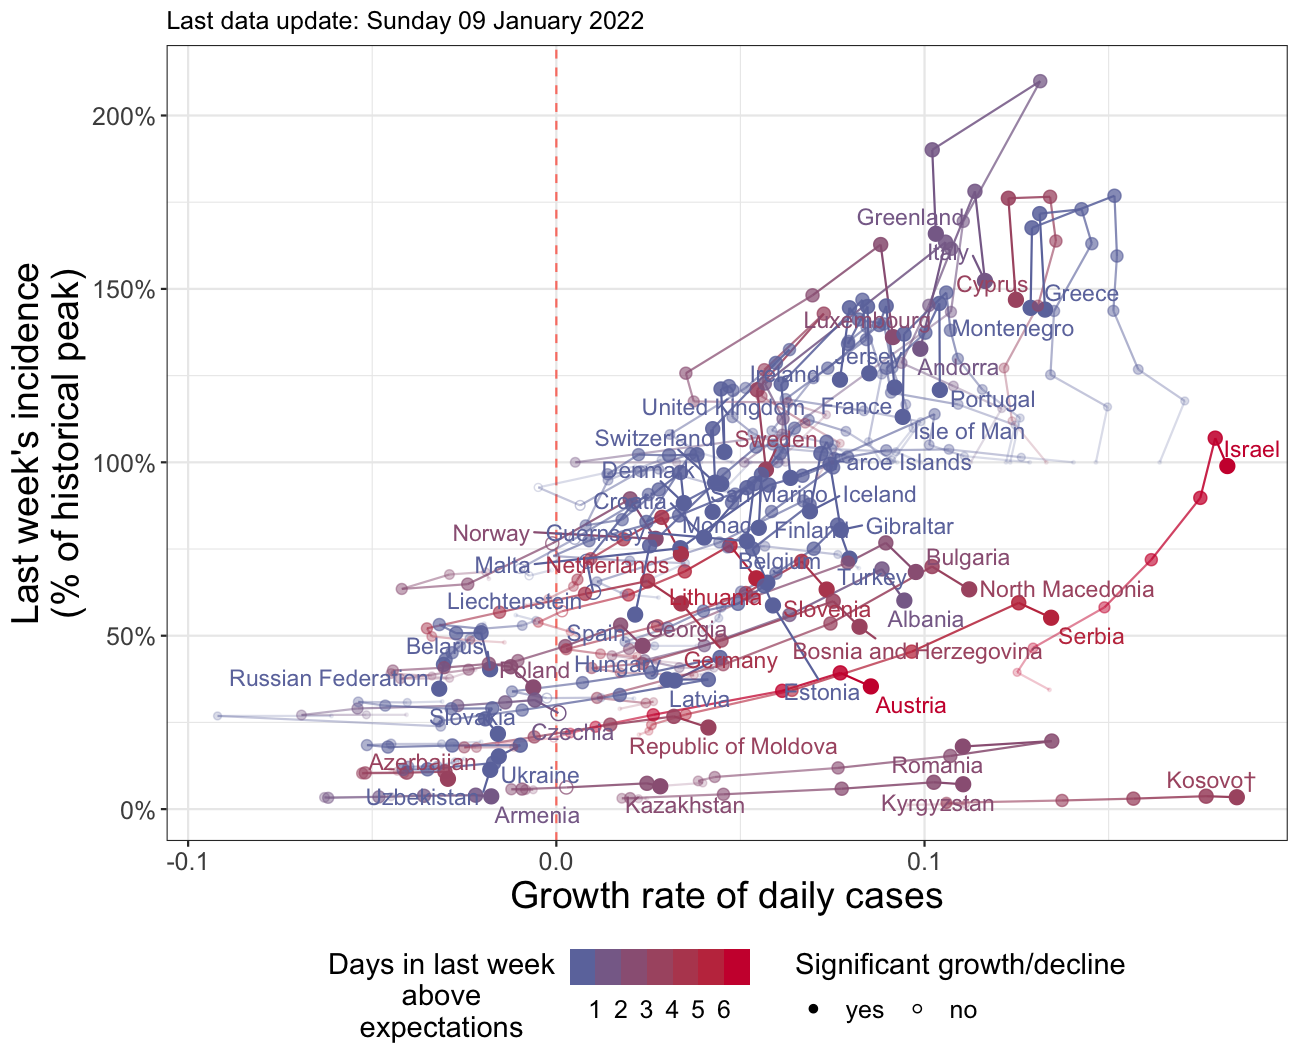 Last data update: Sunday 09 January 2022
Last week's incidence
(% of historical peak)
200%
150%
100%
50%
0%
Greenland
Italy
Cyprus
Greece
Luxembourg
Montenegro
Jersey
Andorra
Ireland
Portugal
United Kingdom
France
Isle of Man
Switzerland
Sweden
Israel
Denmark
Faroe Islands
Croatia
San Marino
Iceland
Norway
Guernsey
Monaco
Finland
Gibraltar
Malta
Netherlands
Belgium
Bulgaria
Turkey
North Macedonia
Liechtenstein
Lithuania
Slovenia
Albania
Spain
Georgia
Serbia
Belarus
Bosnia and Herzegovina
Russian Federation
Poland
Hungary
Germany
Latvia
Estonia
Austria
Slovakia
Czechia
Republic of Moldova
Azerbaijan
Ukraine
Romania
Kosovo†
Uzbekistan
Armenia
Kazakhstan
Kyrgyzstan
-0.1
0.0
0.1
Growth rate of daily cases
Days in last week
above
expectations
1 2 3 4 5 6
Significant growth/decline
yes
no